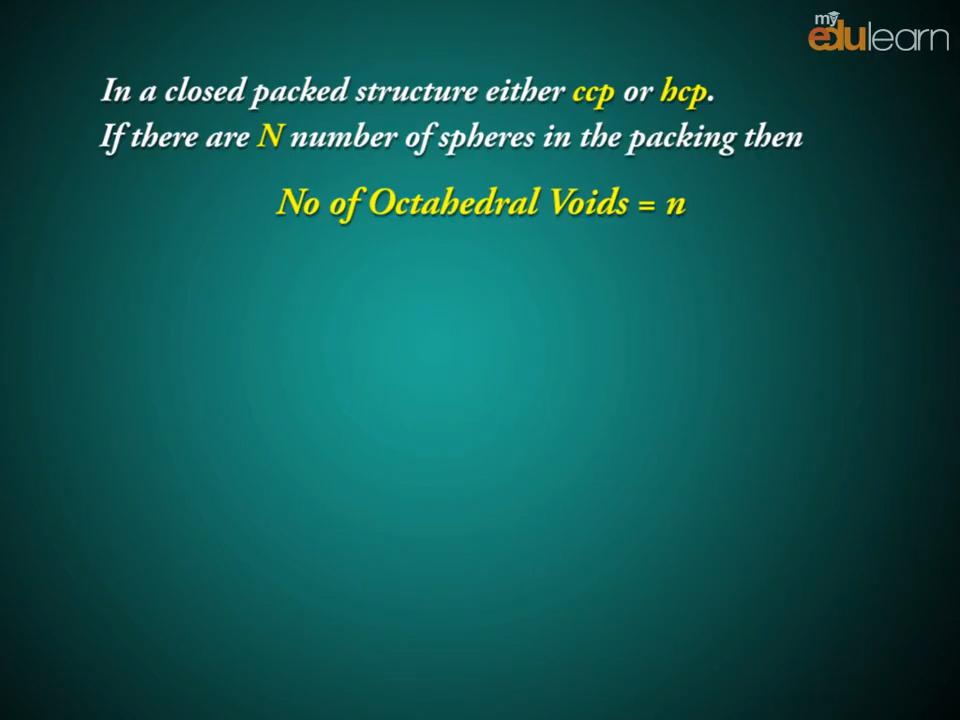 my
edulearn
In a closed packed structure either ccp or hcp.
If there are N number of spheres in the packing then
No of Octahedral Voids = n